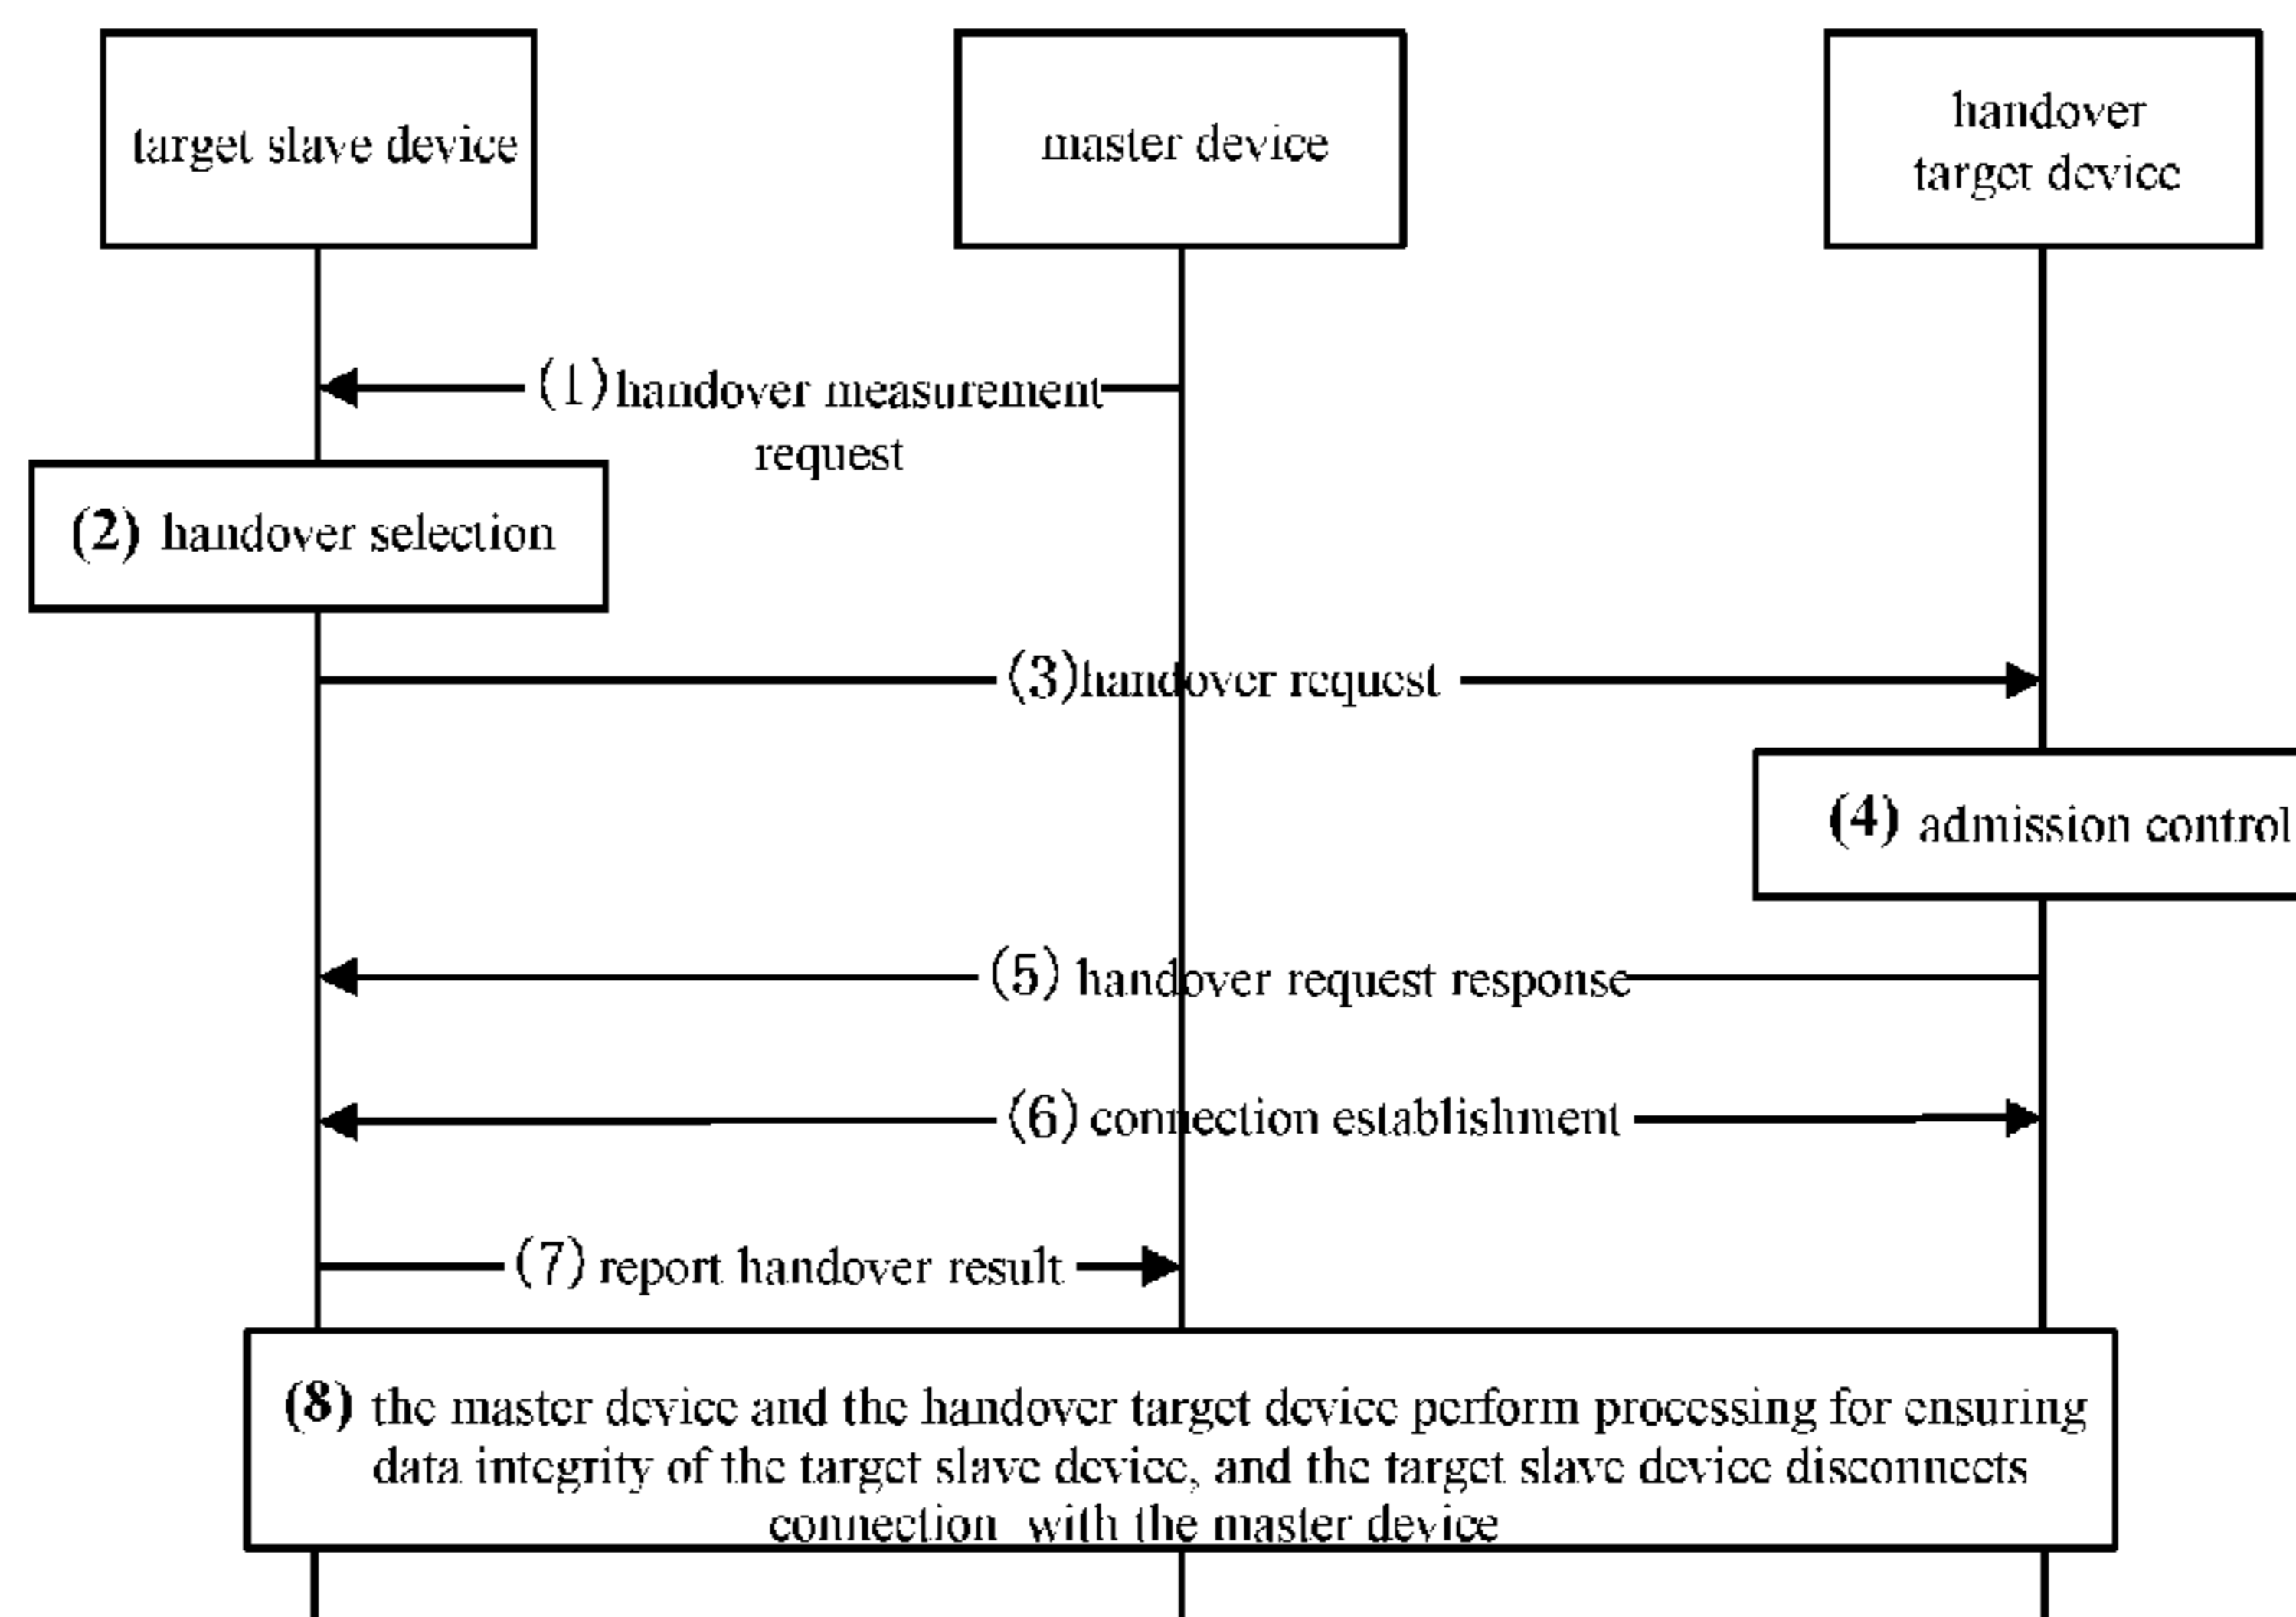 target slave device
master device
handover
target device
(1)handover measurement
request
(2) handover selection
(3)handover request
(4) admission control
(5) handover request response
(6) connection establishment
(7) report handover result
(8) the master device and the handover target device perform processing for ensuring
data integrity of the target slave device, and the target slave device disconnects
connection with the master device